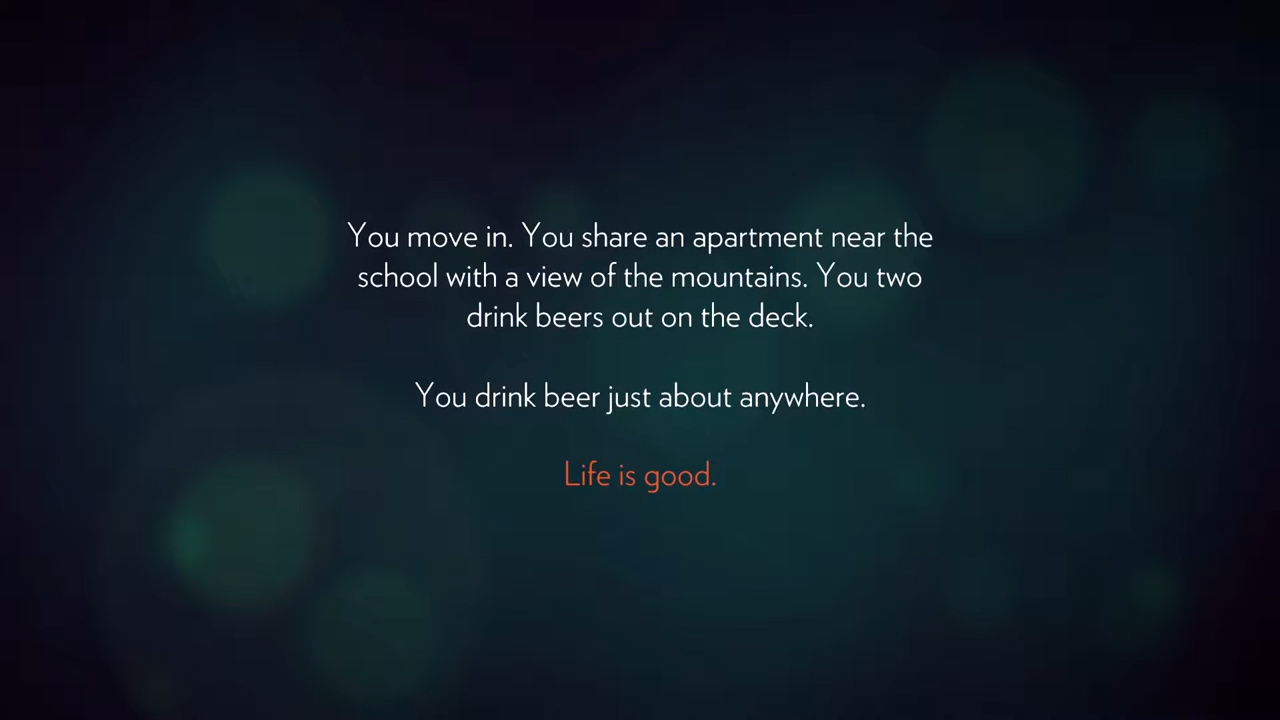 You move in. You share an apartment near the
school with a view of the mountains. You two
drink beers out on the deck.
You drink beer just about anywhere.
Life is good.